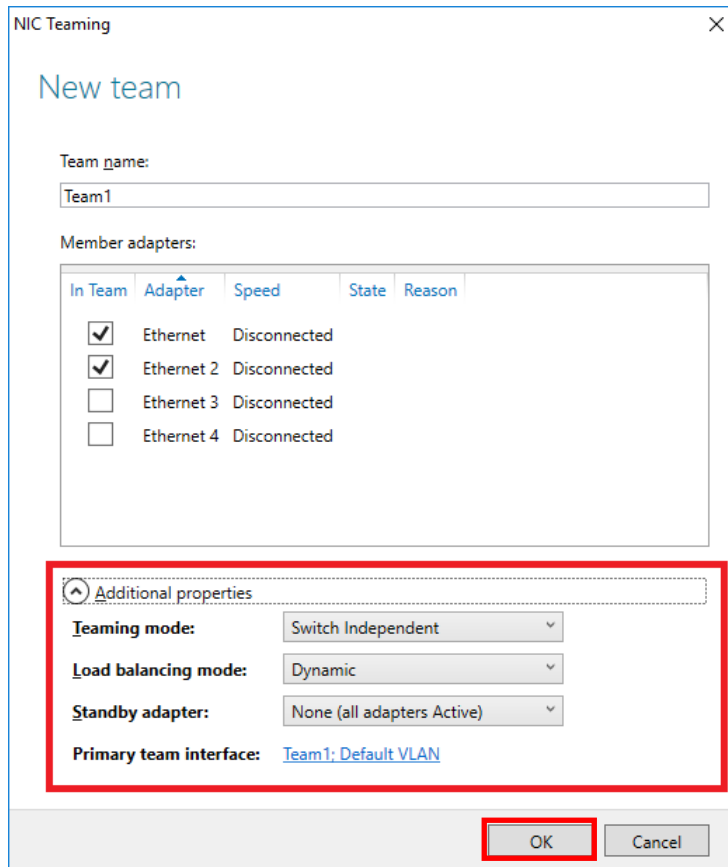 NIC Teaming
New team
Team name:
Team1
Member adapters:
In Team Adapter Speed State Reason
Ethernet Disconnected
Ethernet 2 Disconnected
Ethernet 3 Disconnected
Ethernet 4 Disconnected
Additional properties
Teaming mode: Switch Independent
Load balancing mode: Dynamic
Standby adapter: None (all adapters Active)
Primary team interface: Team1; Default VLAN
OK Cancel